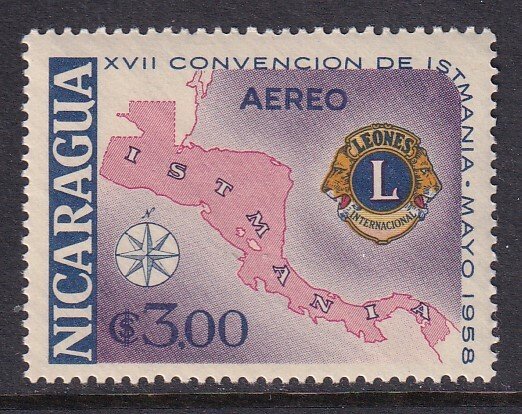 NICARAGUA
XVII CONVENCION DE ISTMANIA · MAYO 1958
AEREO
LEONES
L
INTERNACIONAL
ISTMANIA
N
₡$3.00